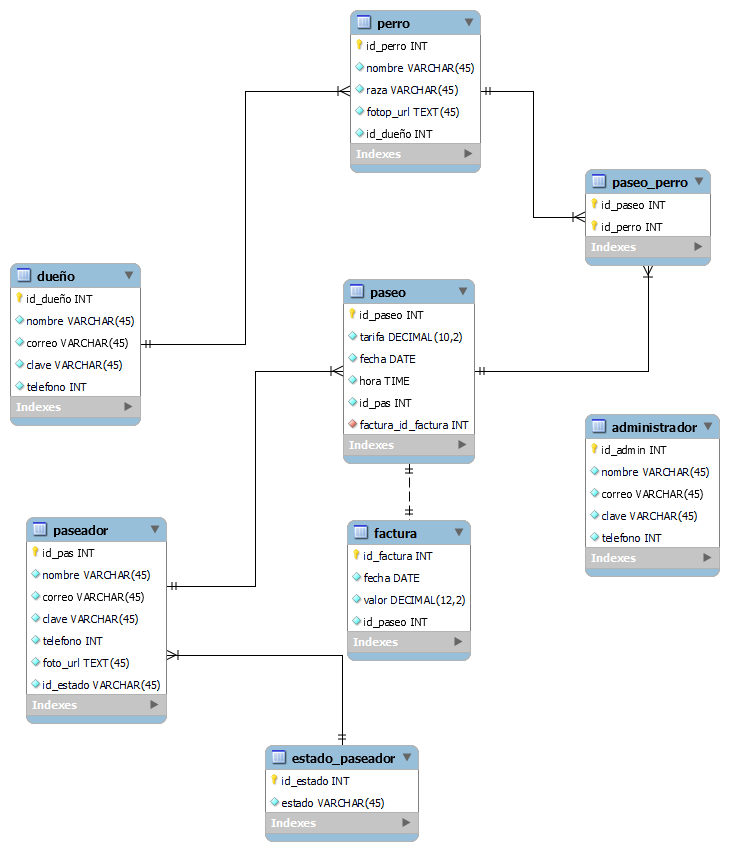 perro
id_perro INT
nombre VARCHAR(45)
raza VARCHAR(45)
fotop_url TEXT(45)
id_dueño INT
Indexes
paseo_perro
id_paseo INT
id_perro INT
Indexes
dueño
id_dueño INT
nombre VARCHAR(45)
correo VARCHAR(45)
clave VARCHAR(45)
telefono INT
Indexes
paseo
id_paseo INT
tarifa DECIMAL(10,2)
fecha DATE
hora TIME
id_pas INT
factura_id_factura INT
Indexes
administrador
id_admin INT
nombre VARCHAR(45)
correo VARCHAR(45)
clave VARCHAR(45)
telefono INT
Indexes
paseador
id_pas INT
nombre VARCHAR(45)
correo VARCHAR(45)
clave VARCHAR(45)
telefono INT
foto_url TEXT(45)
id_estado VARCHAR(45)
Indexes
factura
id_factura INT
fecha DATE
valor DECIMAL(12,2)
id_paseo INT
Indexes
estado_paseador
id_estado INT
estado VARCHAR(45)
Indexes